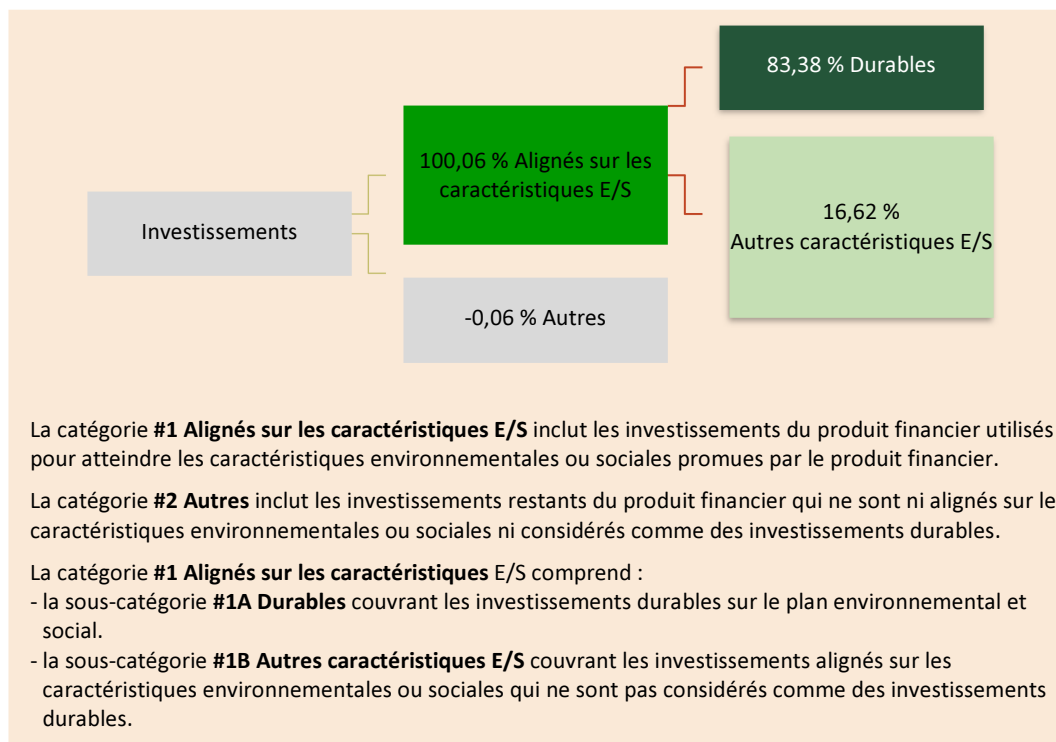 83,38 % Durables
100,06 % Alignés sur les
caractéristiques E/S
16,62 %
Autres caractéristiques E/S
Investissements
-0,06 % Autres
La catégorie #1 Alignés sur les caractéristiques E/S inclut les investissements du produit financier utilisés
pour atteindre les caractéristiques environnementales ou sociales promues par le produit financier.
La catégorie #2 Autres inclut les investissements restants du produit financier qui ne sont ni alignés sur le
caractéristiques environnementales ou sociales ni considérés comme des investissements durables.
La catégorie #1 Alignés sur les caractéristiques E/S comprend :
- la sous-catégorie #1A Durables couvrant les investissements durables sur le plan environnemental et
social.
- la sous-catégorie #1B Autres caractéristiques E/S couvrant les investissements alignés sur les
caractéristiques environnementales ou sociales qui ne sont pas considérés comme des investissements
durables.